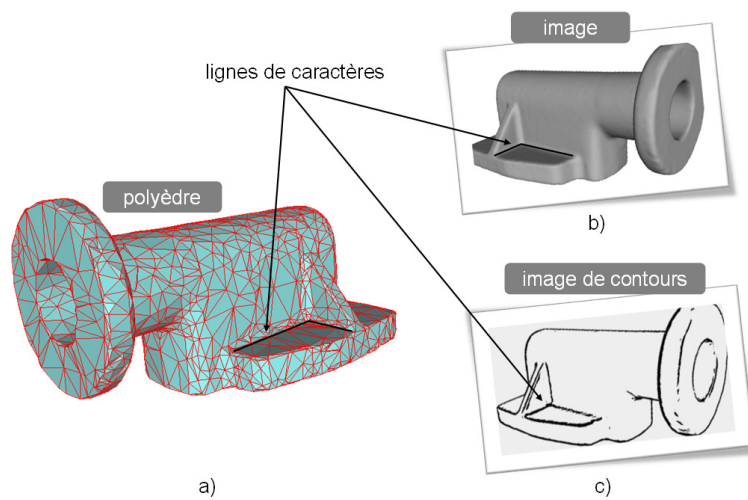 image
lignes de caractères
polyèdre
b)
image de contours
a)
c)